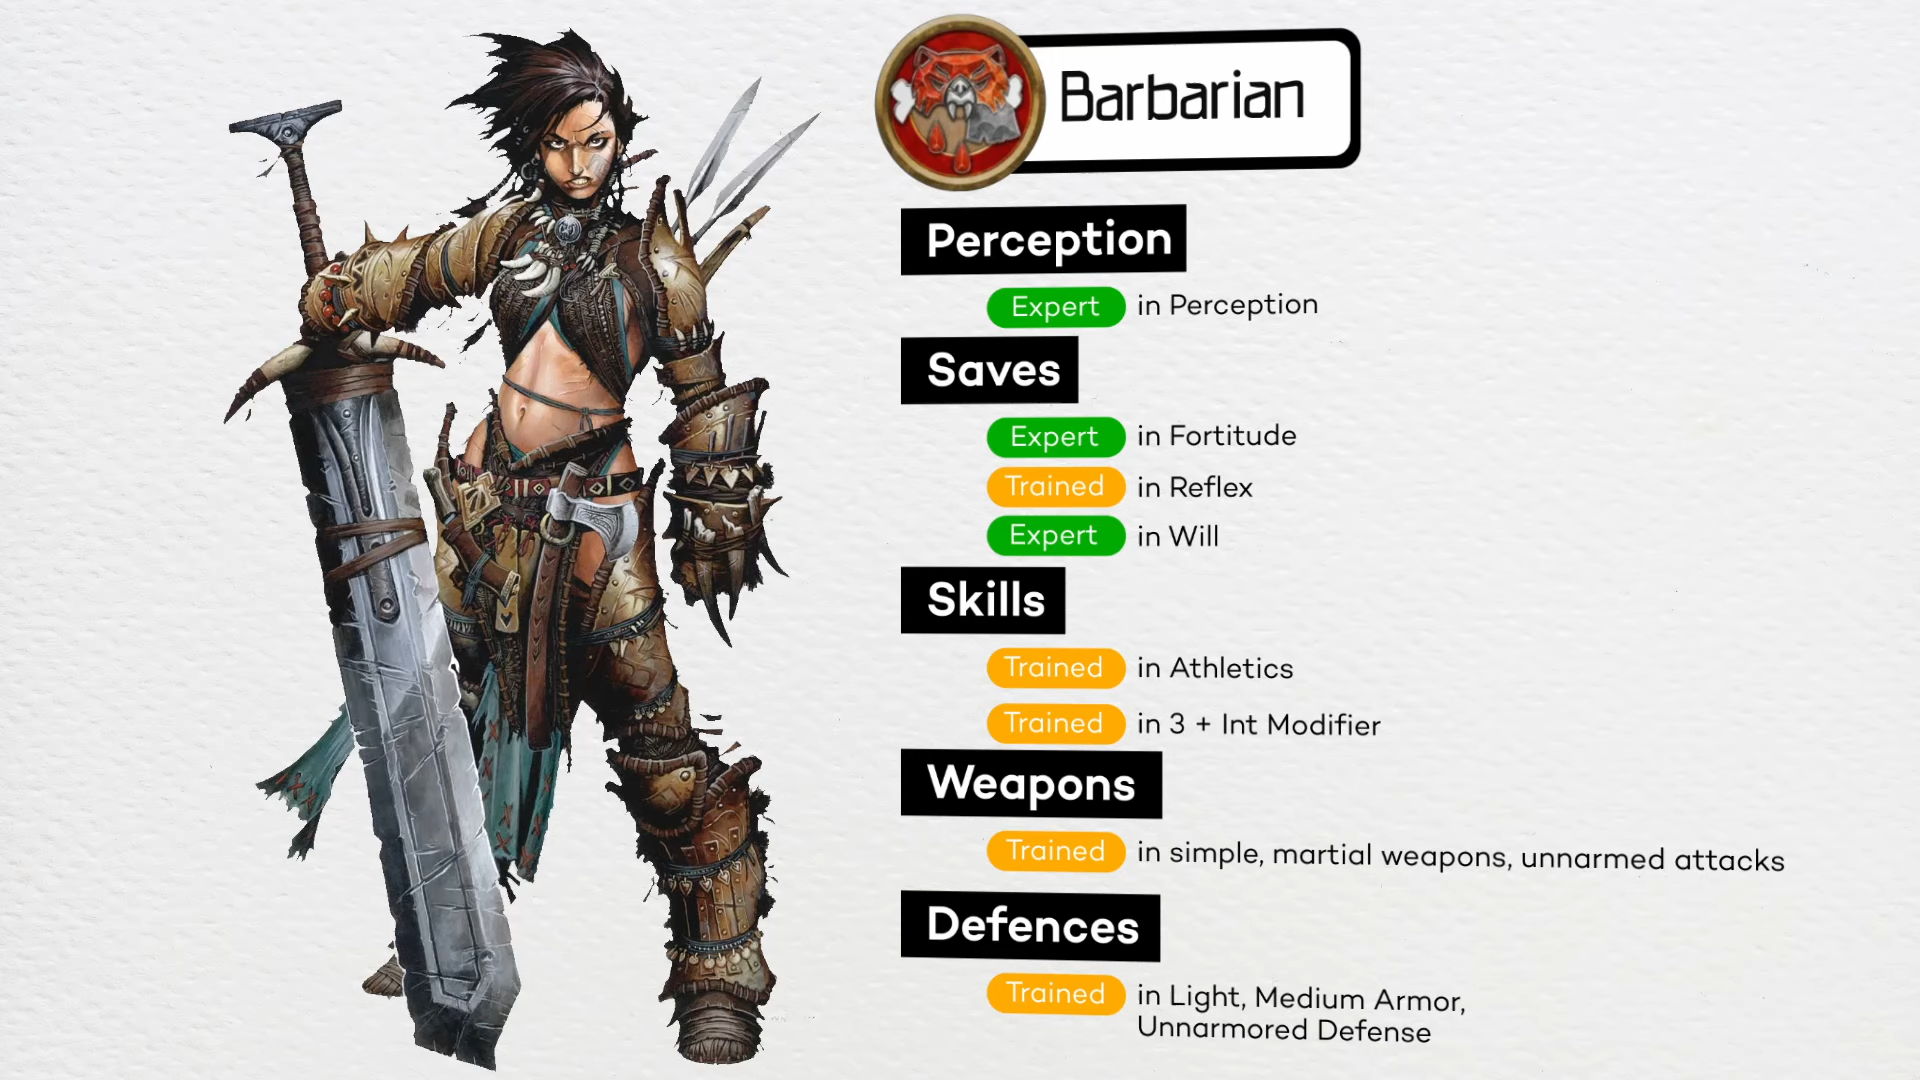 Barbarian
Perception
Expert in Perception
Saves
Expert in Fortitude
Trained in Reflex
Expert in Will
Skills
Trained in Athletics
Trained in 3 + Int Modifier
Weapons
Trained in simple, martial weapons, unnarmed attacks
Defences
Trained in Light, Medium Armor,
Unnarmored Defense